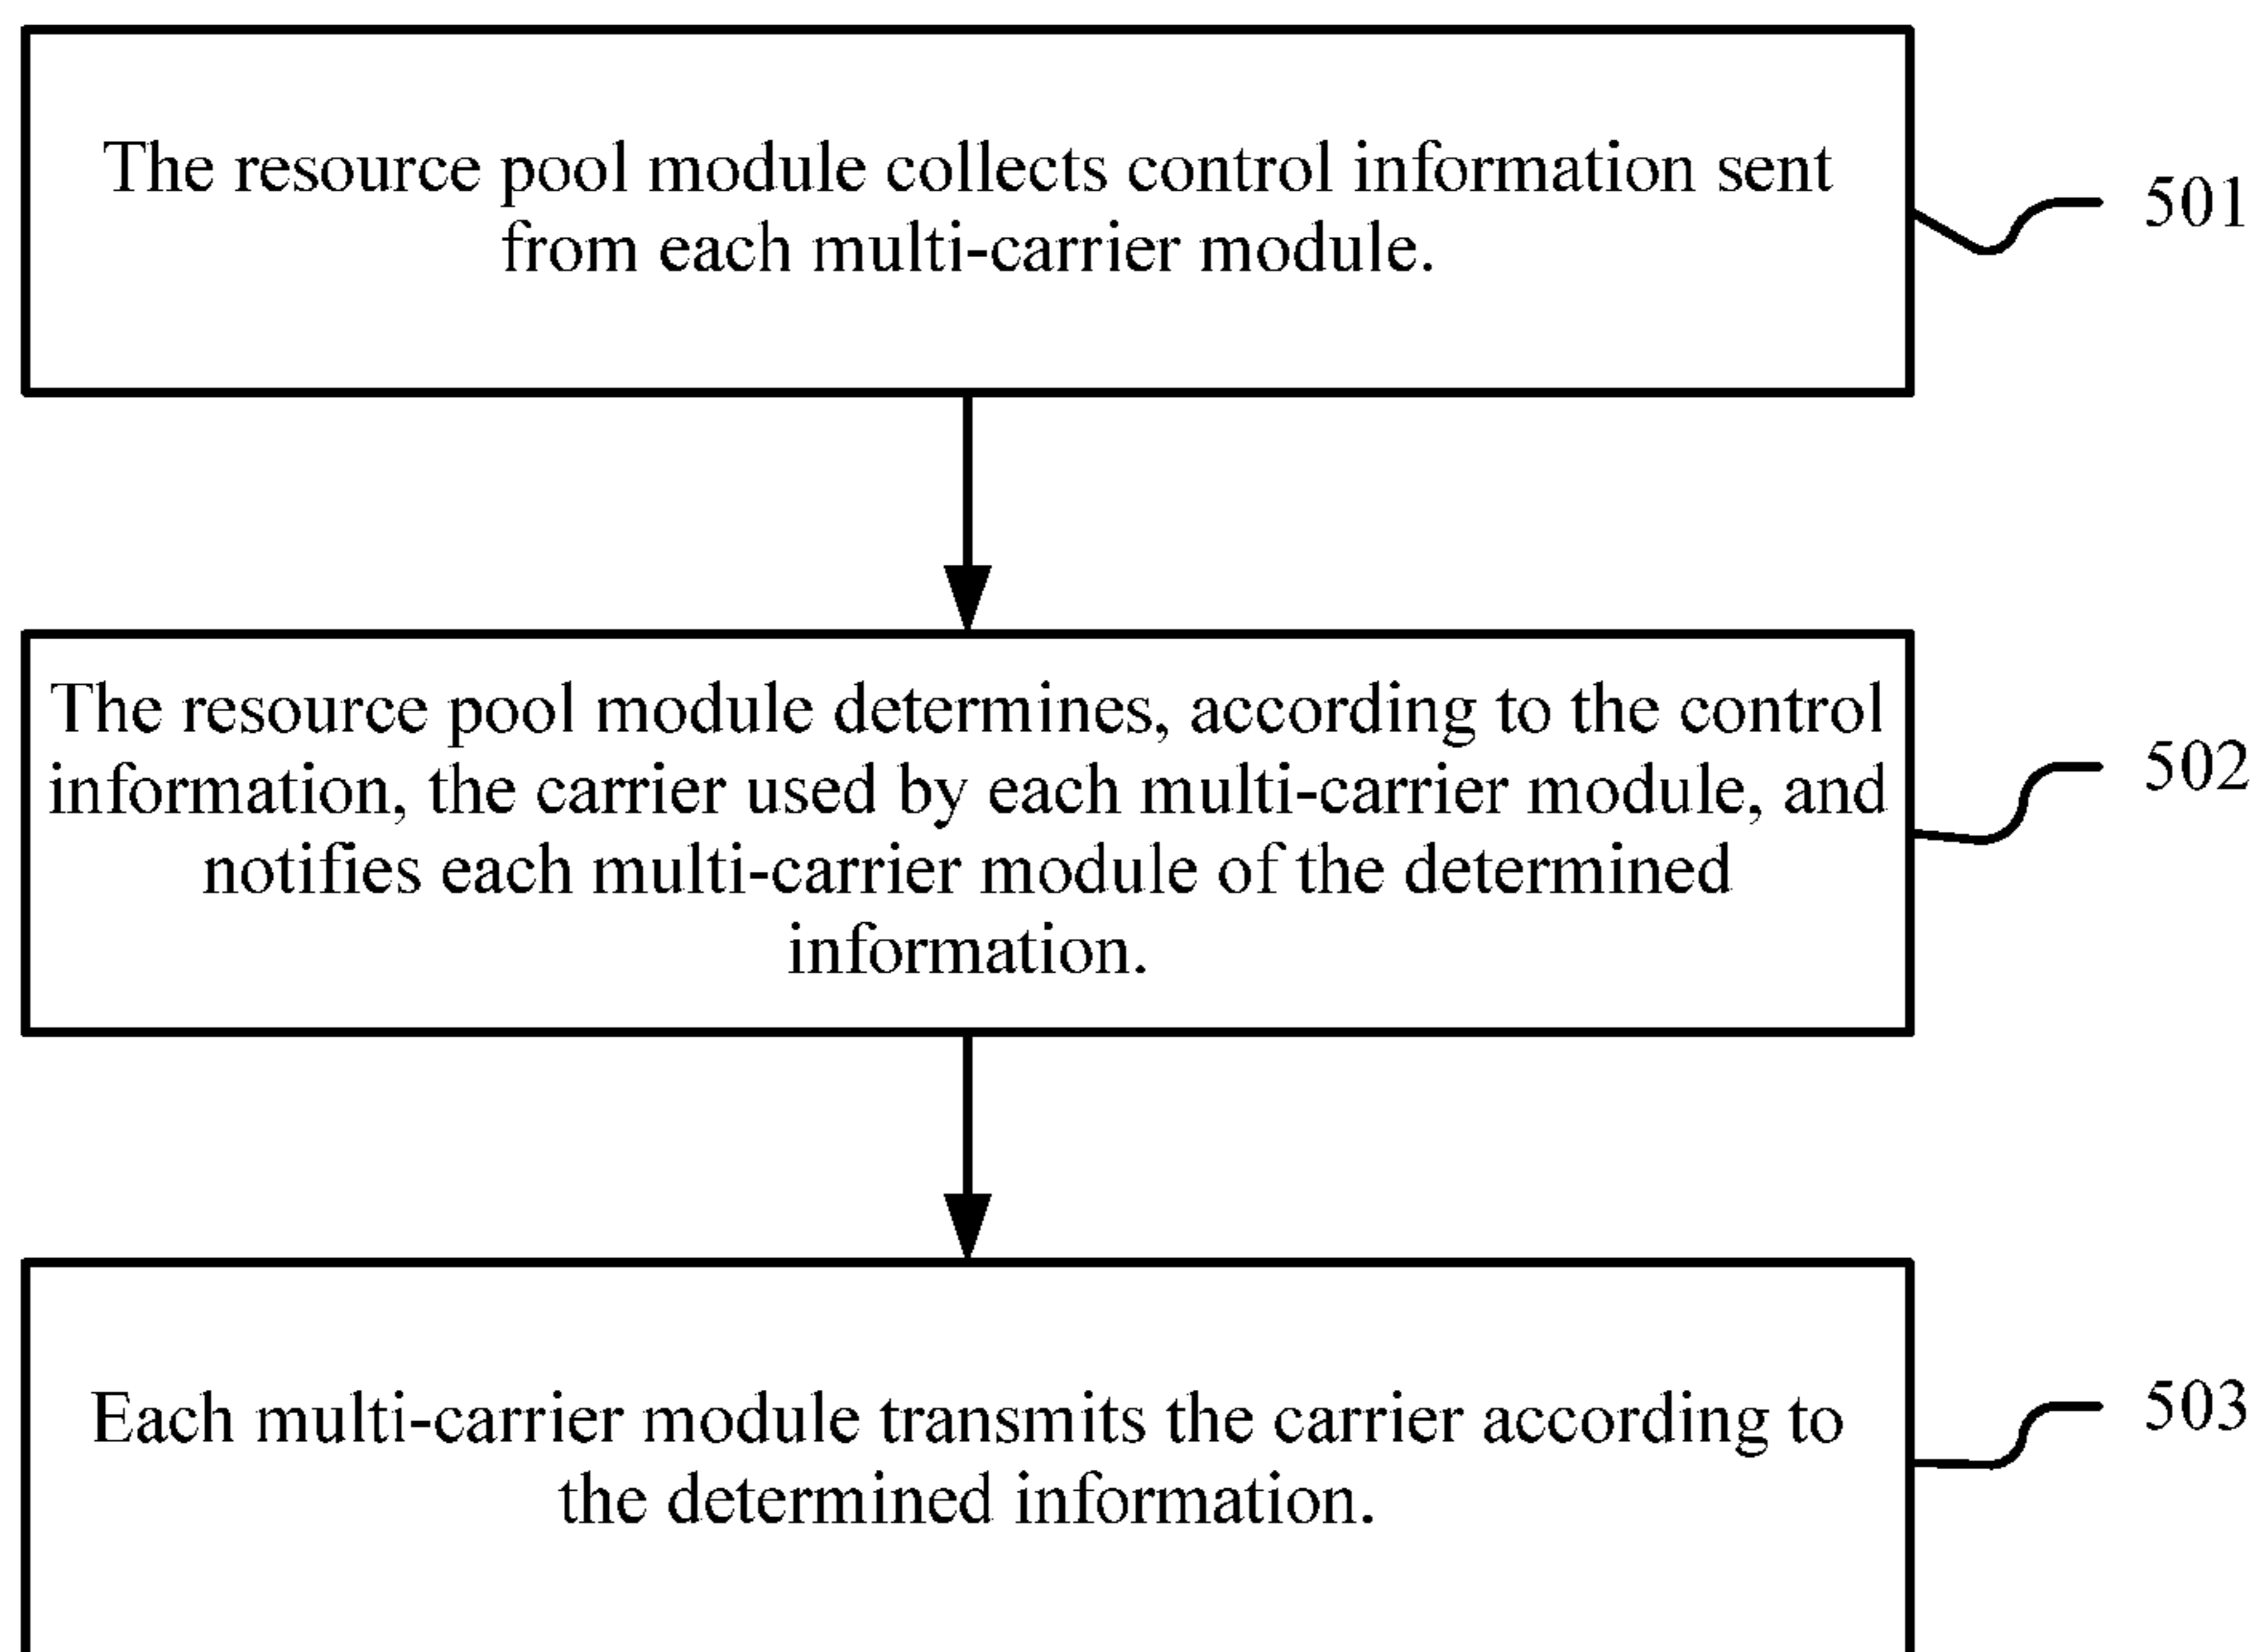 The resource pool module collects control information sent
from each multi-carrier module.
501
The resource pool module determines, according to the control
information, the carrier used by each multi-carrier module, and
notifies each multi-carrier module of the determined
information.
502
Each multi-carrier module transmits the carrier according to
the determined information.
503